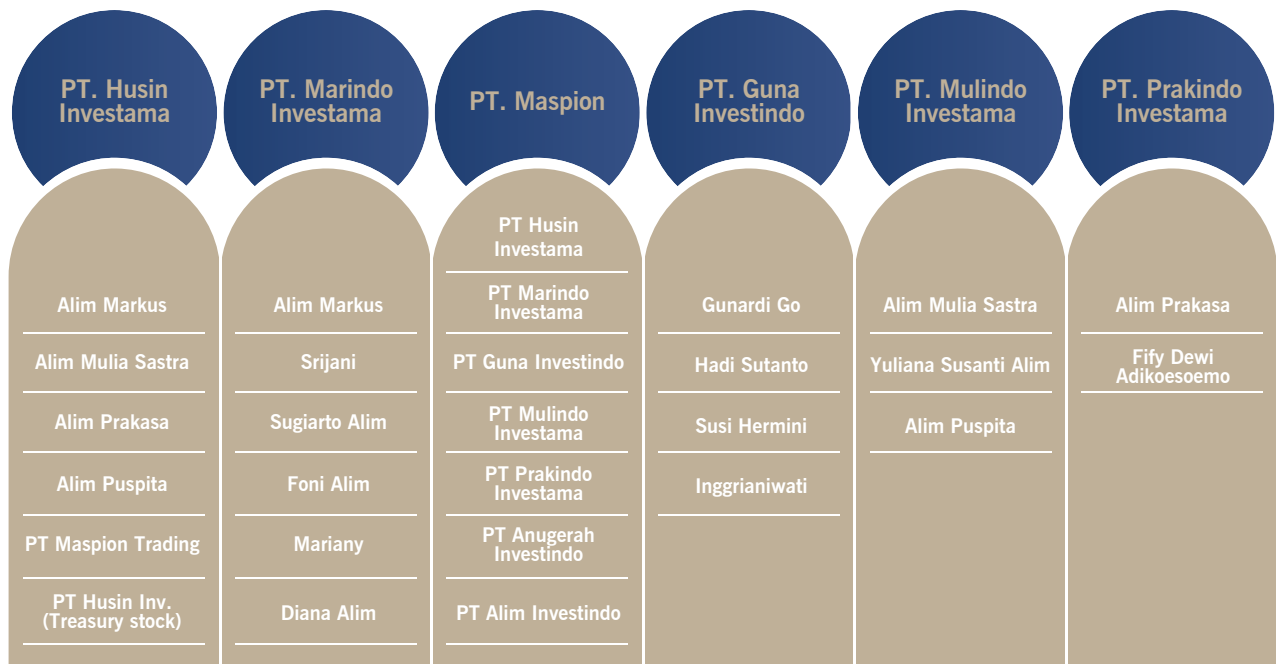 PT. Husin
Investama
Alim Markus
Alim Mulia Sastra
Alim Prakasa
Alim Puspita
PT Maspion Trading
PT Husin Inv.
(Treasury stock)
PT. Marindo
Investama
Alim Markus
Srijani
Sugiarto Alim
Foni Alim
Mariany
Diana Alim
PT. Maspion
PT Husin
Investama
PT Marindo
Investama
PT Guna Investindo
PT Mulindo
Investama
PT Prakindo
Investama
PT Anugerah
Investindo
PT Alim Investindo
PT. Guna
Investindo
Gunardi Go
Hadi Sutanto
Susi Hermini
Inggrianiwati
PT. Mulindo
Investama
Alim Mulia Sastra
Yuliana Susanti Alim
Alim Puspita
PT. Prakindo
Investama
Alim Prakasa
Fify Dewi
Adikoesoemo